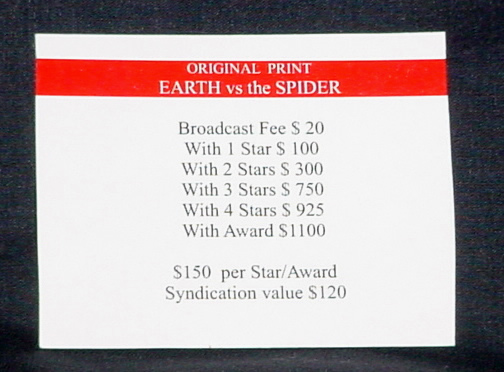 ORIGINAL PRINT
EARTH vs the SPIDER
Broadcast Fee $ 20
With 1 Star $ 100
With 2 Stars $ 300
With 3 Stars $ 750
With 4 Stars $ 925
With Award $1100
$150 per Star/Award
Syndication value $120